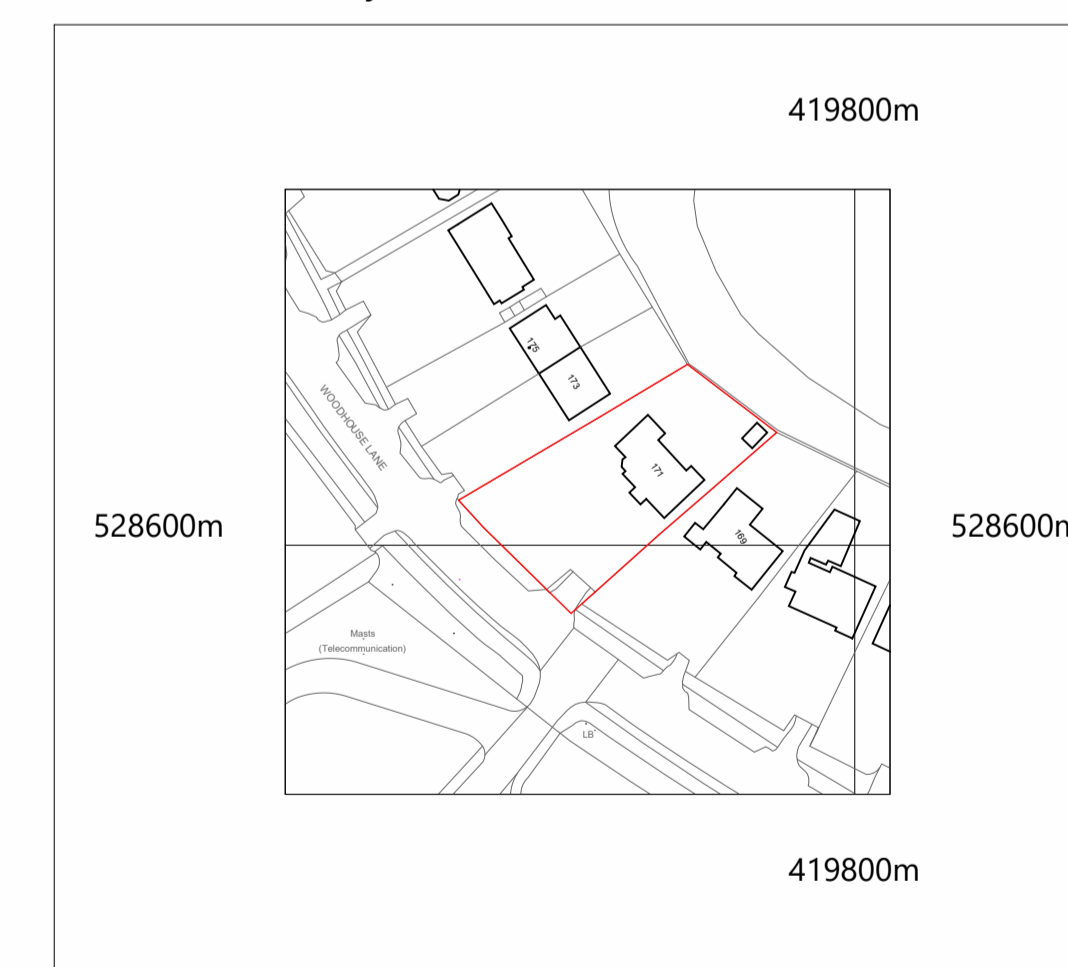 419800m
175
173
WOODHOUSE LANE
171
528600m
528600m
169
Masts
(Telecommunication)
LB
419800m